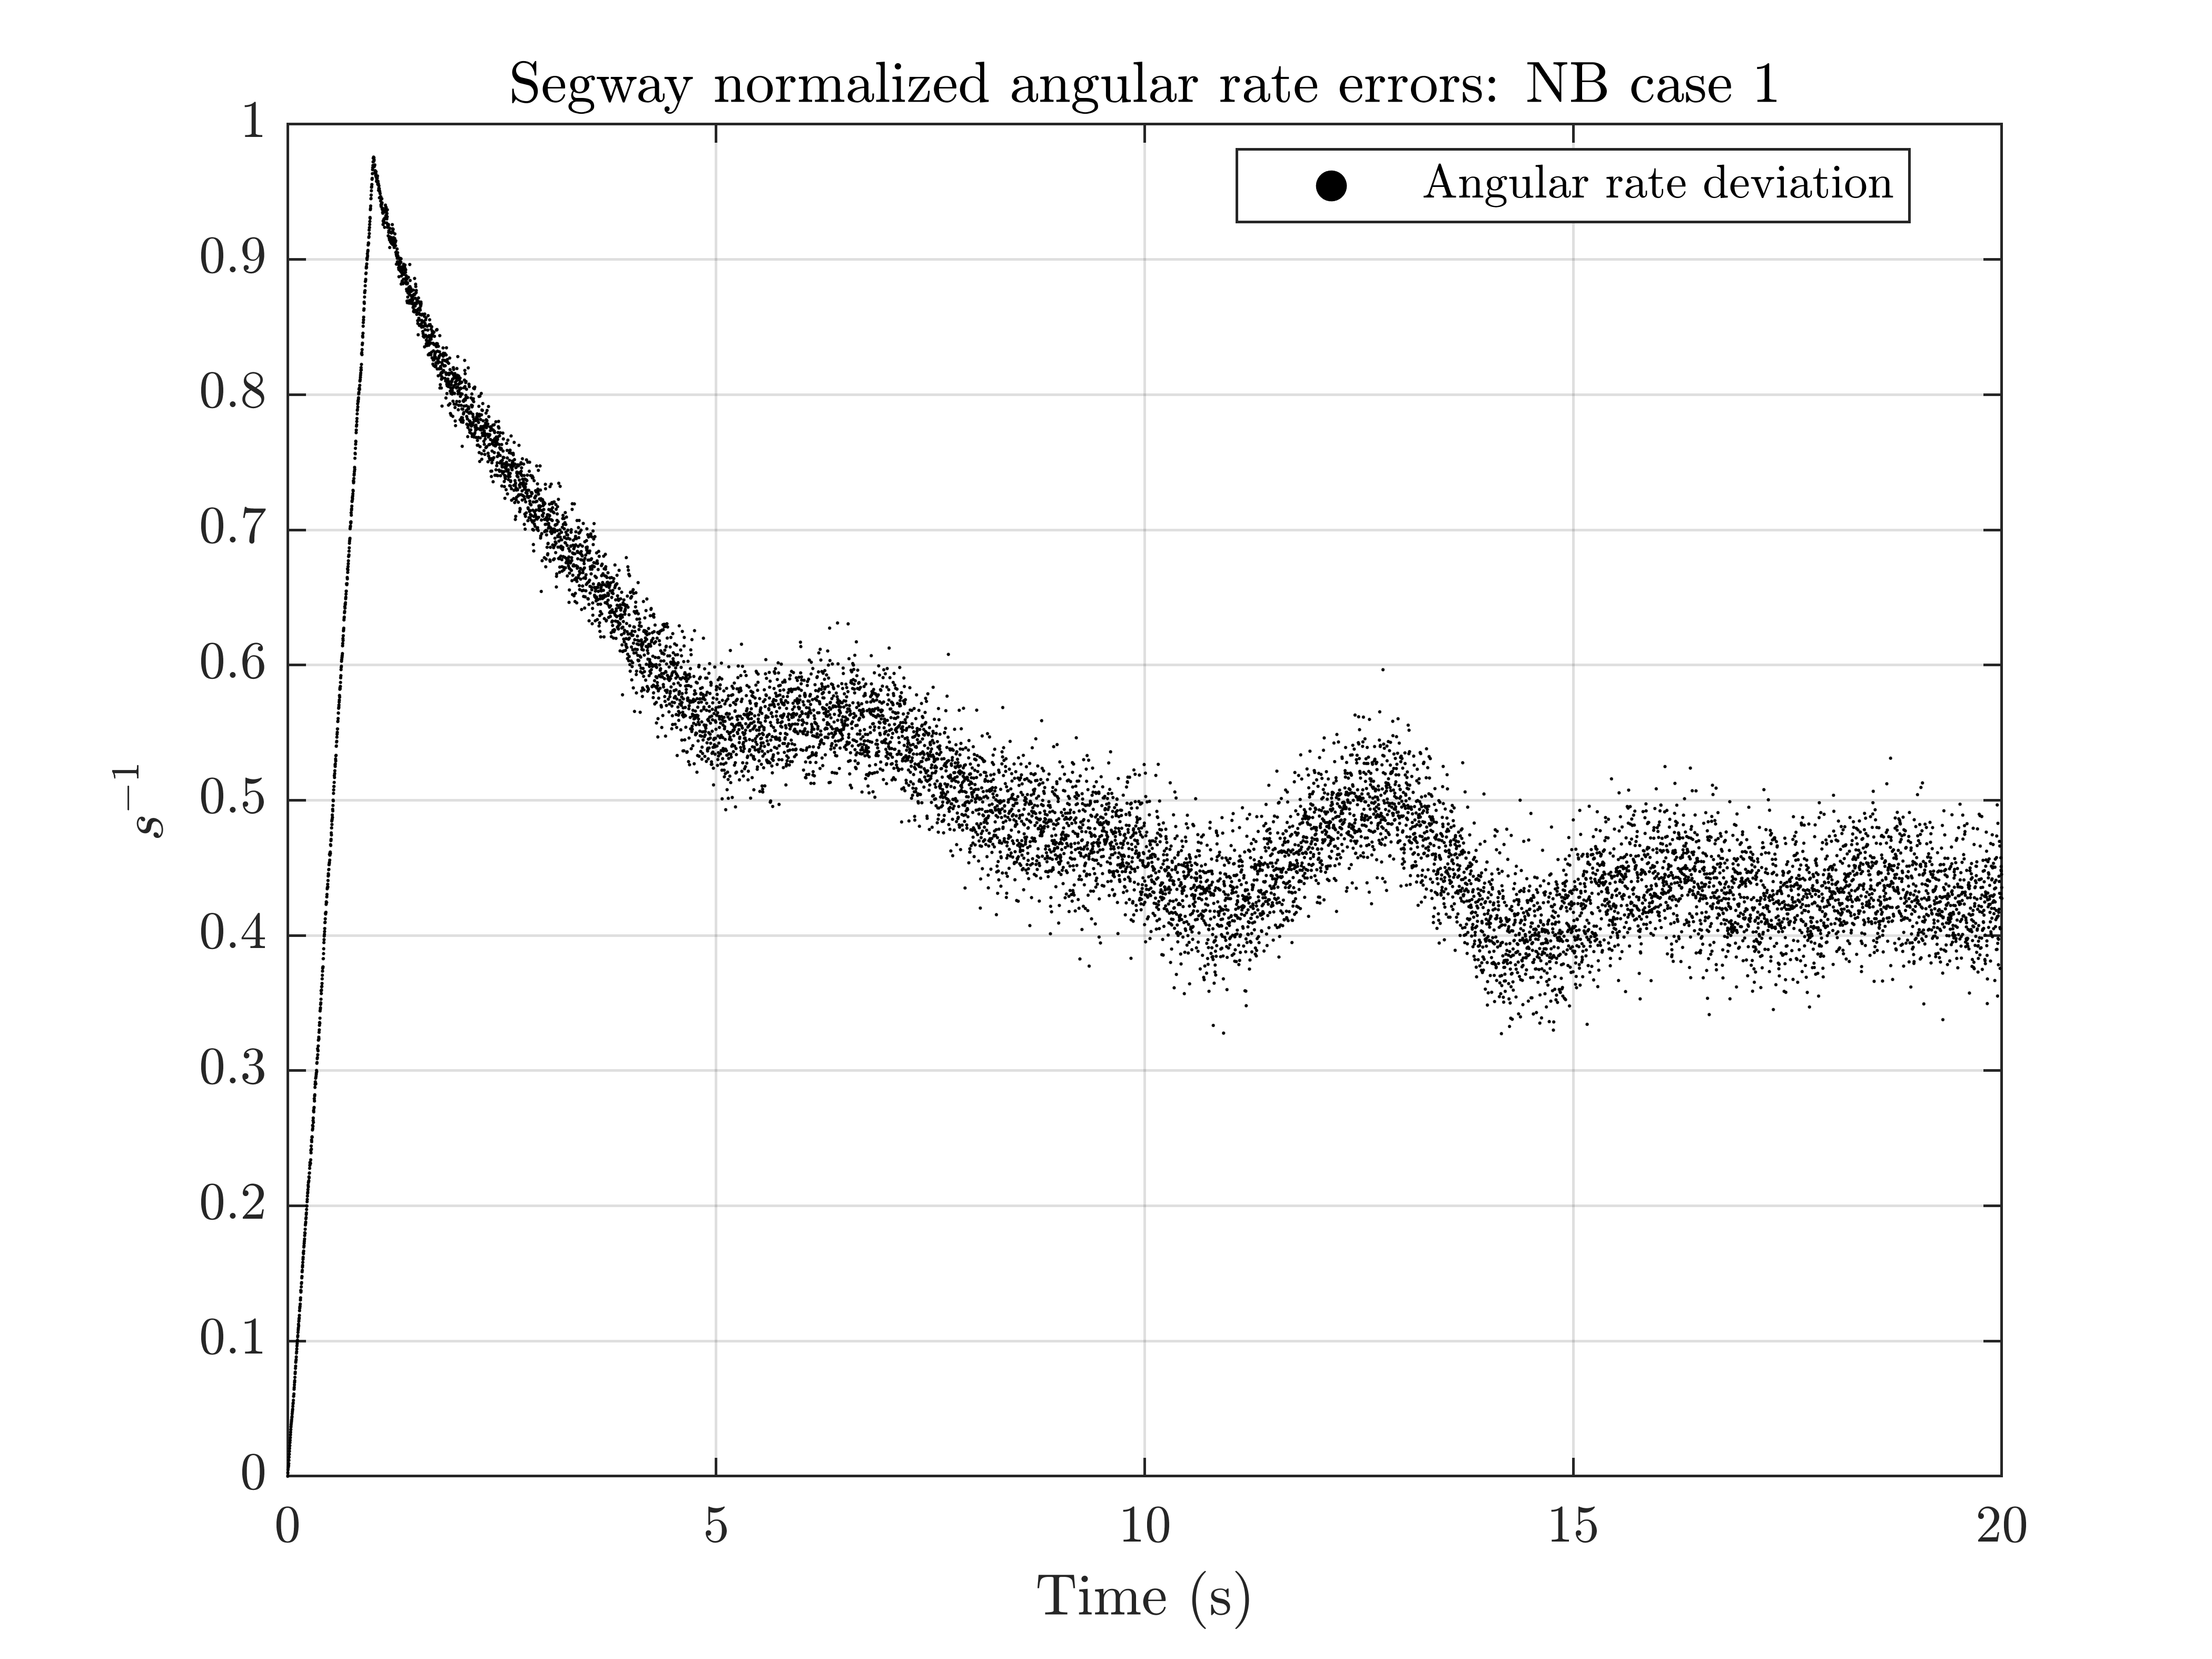 Segway normalized angular rate errors: NB case 1
Angular rate deviation
1
0.9
0.8
0.7
0.6
0.5
0.4
0.3
0.2
0.1
0
s⁻¹
0 5 10 15 20
Time (s)